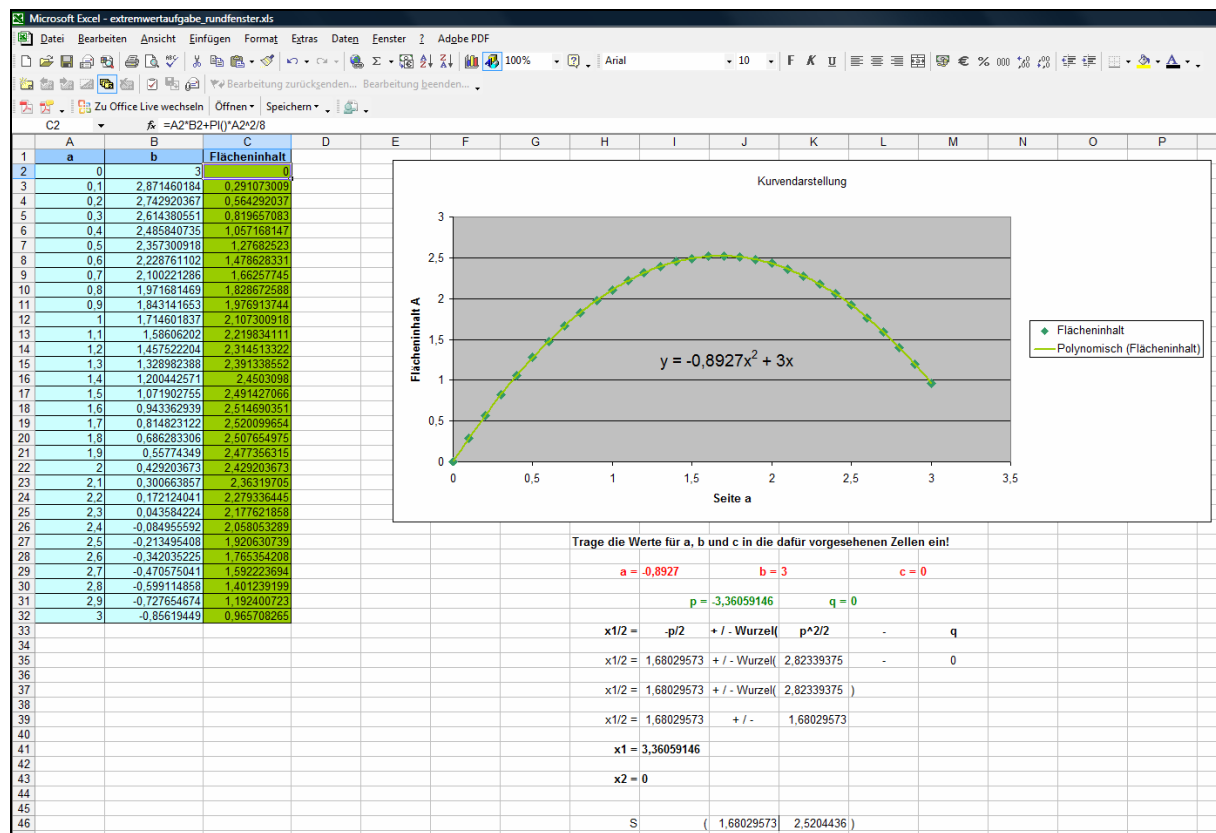 Microsoft Excel - extremwertaufgabe_rundfenster.xls
Datei Bearbeiten Ansicht Einfügen Format Extras Daten Fenster ? Adobe PDF
100% Arial 10 F K U € % 000
Bearbeitung zurücksenden... Bearbeitung beenden...
Zu Office Live wechseln Öffnen Speichern
C2 fx =A2*B2+PI()*A2^2/8
A B C D E F G H I J K L M N O P
1 a b Flächeninhalt
2 0 3 0
3 0,1 2,871460184 0,291073009
4 0,2 2,742920367 0,564292037
5 0,3 2,614380551 0,819657083
6 0,4 2,485840735 1,057168147
7 0,5 2,357300918 1,27682523
8 0,6 2,228761102 1,478628331
9 0,7 2,100221286 1,66257745
10 0,8 1,971681469 1,828672588
11 0,9 1,843141653 1,976913744
12 1 1,714601837 2,107300918
13 1,1 1,58606202 2,219834111
14 1,2 1,457522204 2,314513322
15 1,3 1,328982388 2,391338552
16 1,4 1,200442571 2,4503098
17 1,5 1,071902755 2,491427066
18 1,6 0,943362939 2,514690351
19 1,7 0,814823122 2,520099654
20 1,8 0,686283306 2,507654975
21 1,9 0,55774349 2,477356315
22 2 0,429203673 2,429203673
23 2,1 0,300663857 2,36319705
24 2,2 0,172124041 2,279336445
25 2,3 0,043584224 2,177621858
26 2,4 -0,084955592 2,058053289
27 2,5 -0,213495408 1,920630739
28 2,6 -0,342035225 1,765354208
29 2,7 -0,470575041 1,592223694
30 2,8 -0,599114858 1,401239199
31 2,9 -0,727654674 1,192400723
32 3 -0,85619449 0,965708265
33
34
35
36
37
38
39
40
41
42
43
44
45
46
Kurvendarstellung
Flächeninhalt A
3
2,5
2
1,5
1
0,5
0
y = -0,8927x² + 3x
0 0,5 1 1,5 2 2,5 3 3,5
Seite a
Flächeninhalt
Polynomisch (Flächeninhalt)
Trage die Werte für a, b und c in die dafür vorgesehenen Zellen ein!
a = -0,8927 b = 3 c = 0
p = -3,36059146 q = 0
x1/2 = -p/2 + / - Wurzel( p^2/2 - q
x1/2 = 1,68029573 + / - Wurzel( 2,82339375 - 0
x1/2 = 1,68029573 + / - Wurzel( 2,82339375 )
x1/2 = 1,68029573 + / - 1,68029573
x1 = 3,36059146
x2 = 0
S ( 1,68029573 2,5204436 )